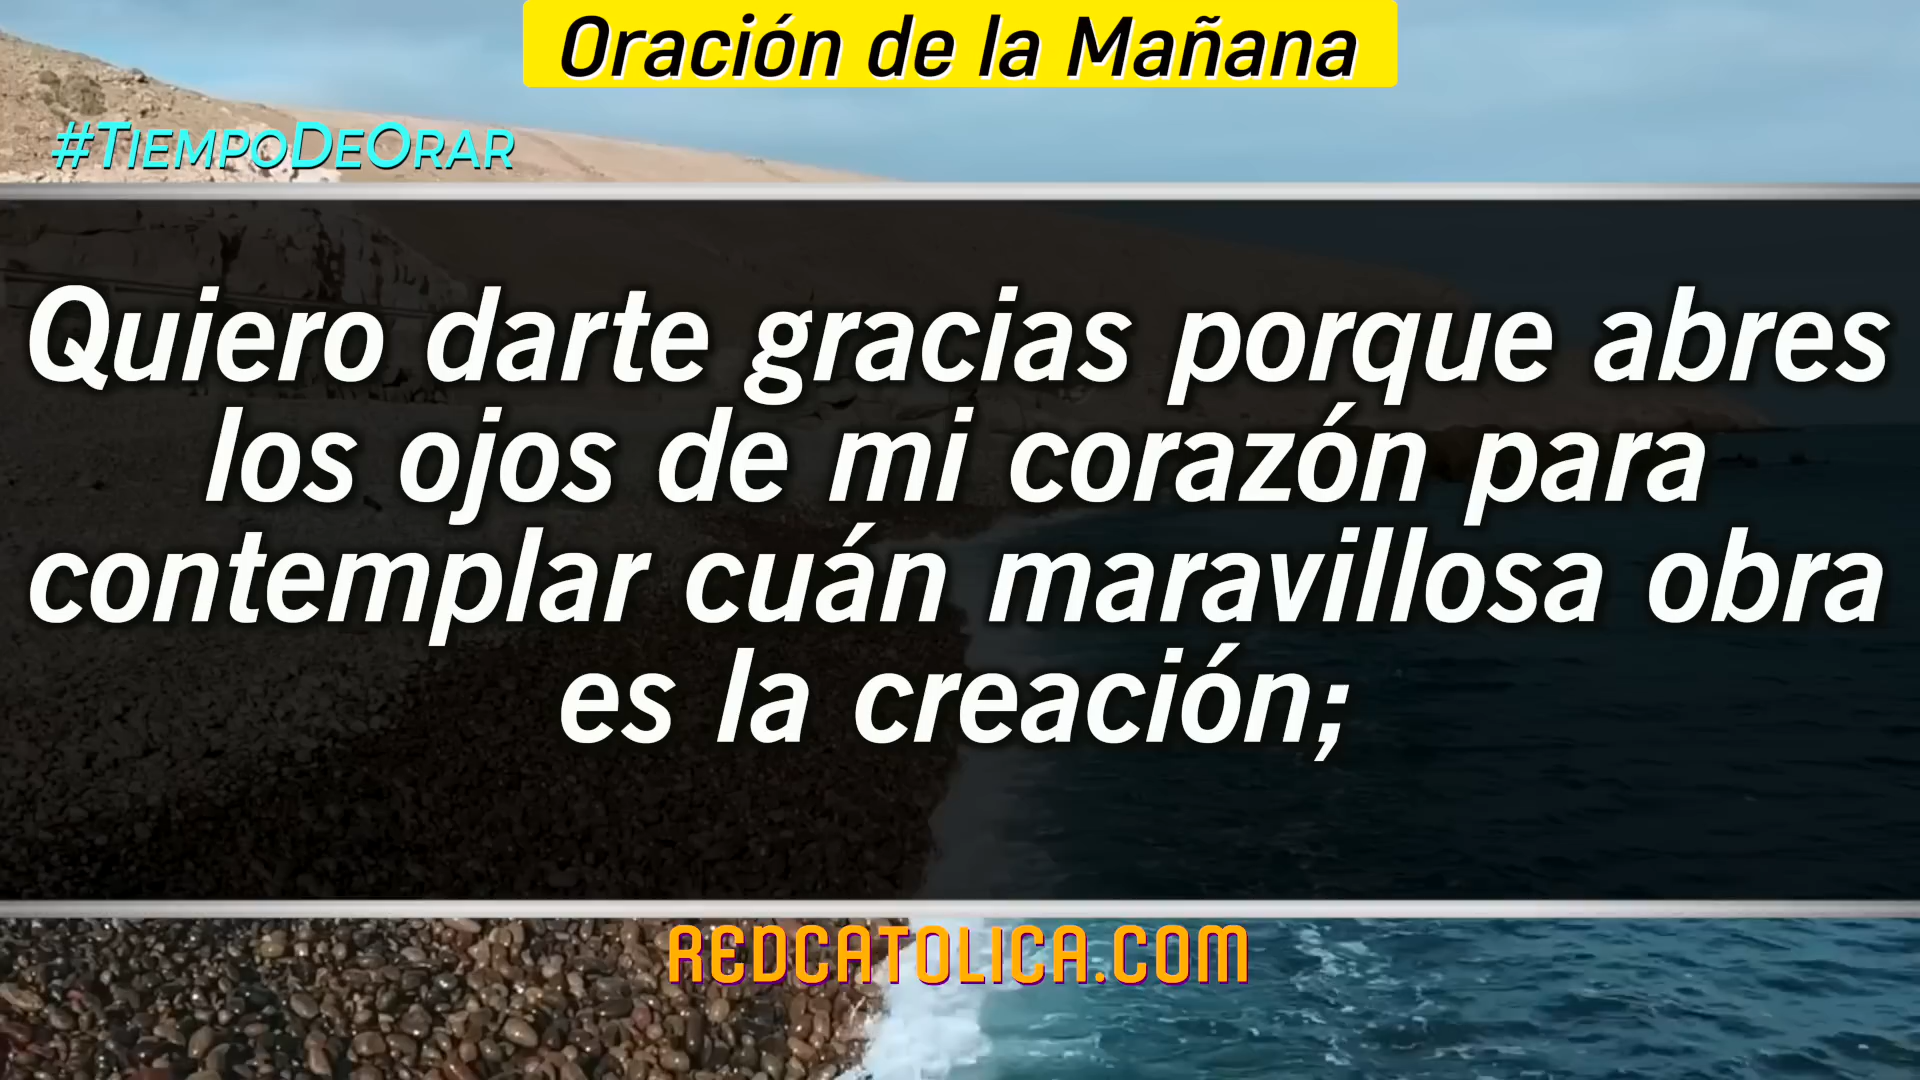 Oración de la Mañana
#TiempoDeOrar
Quiero darte gracias porque abres
los ojos de mi corazón para
contemplar cuán maravillosa obra
es la creación;
REDCATOLICA.COM